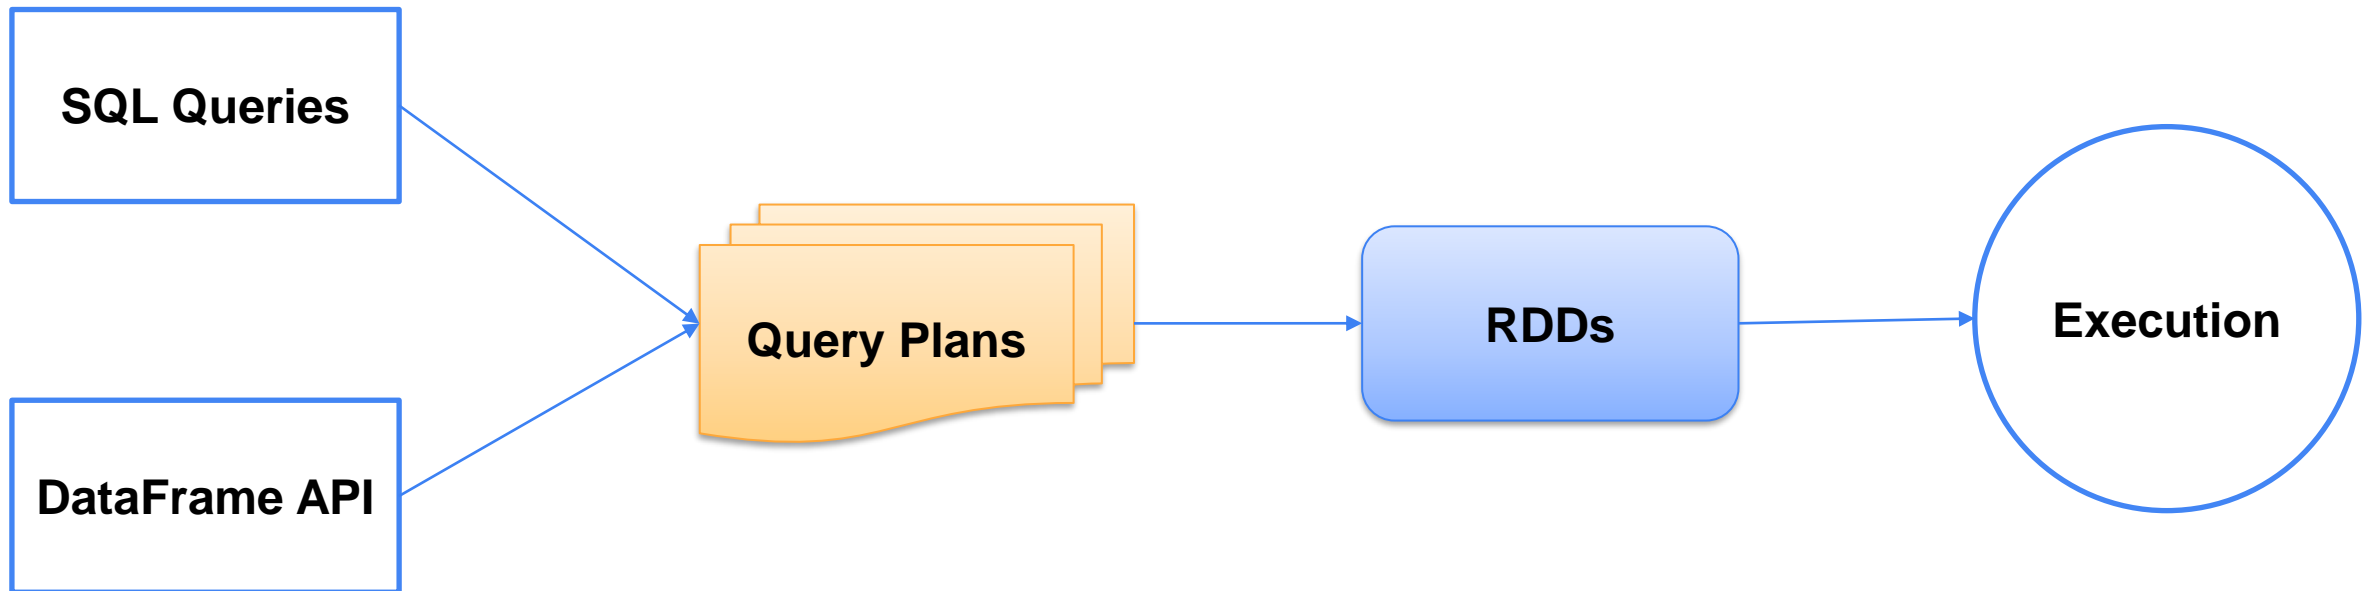 SQL Queries
DataFrame API
Query Plans
RDDs
Execution